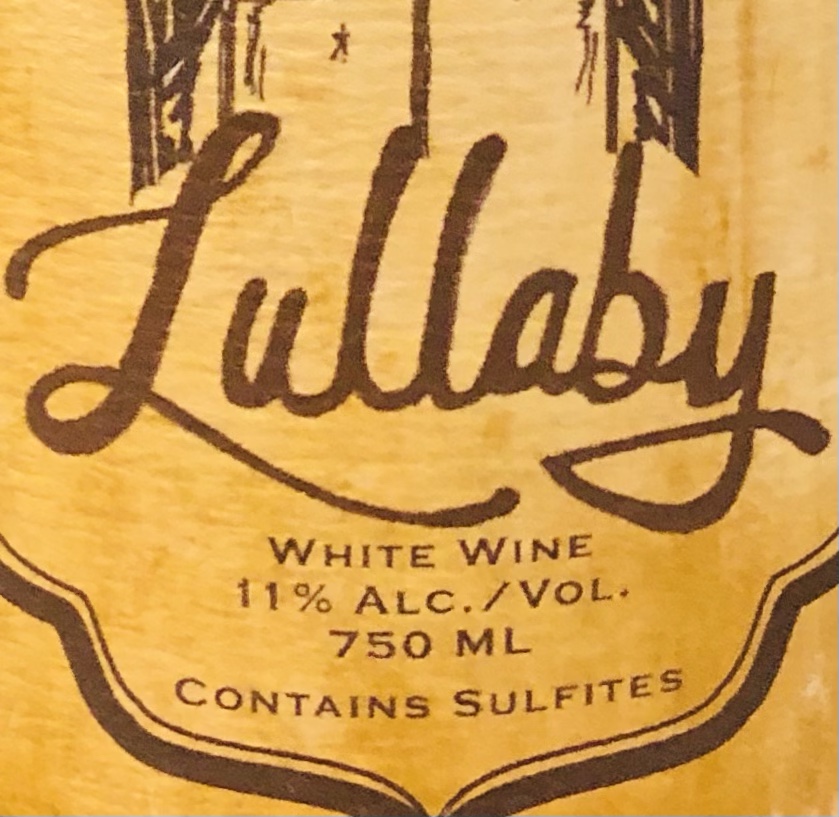 Lullaby
WHITE WINE
11% ALC./VOL.
750 ML
CONTAINS SULFITES